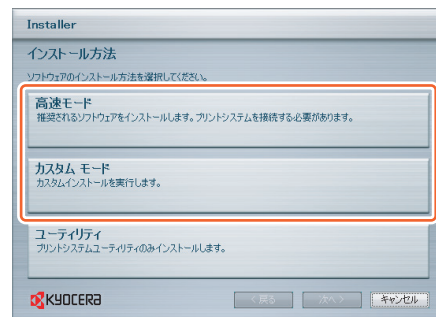 Installer
インストール方法
ソフトウェアのインストール方法を選択してください。
高速モード
推奨されるソフトウェアをインストールします。プリントシステムを接続する必要があります。
カスタム モード
カスタムインストールを実行します。
ユーティリティ
プリントシステムユーティリティのみインストールします。
KYOCERA
< 戻る
次へ >
キャンセル